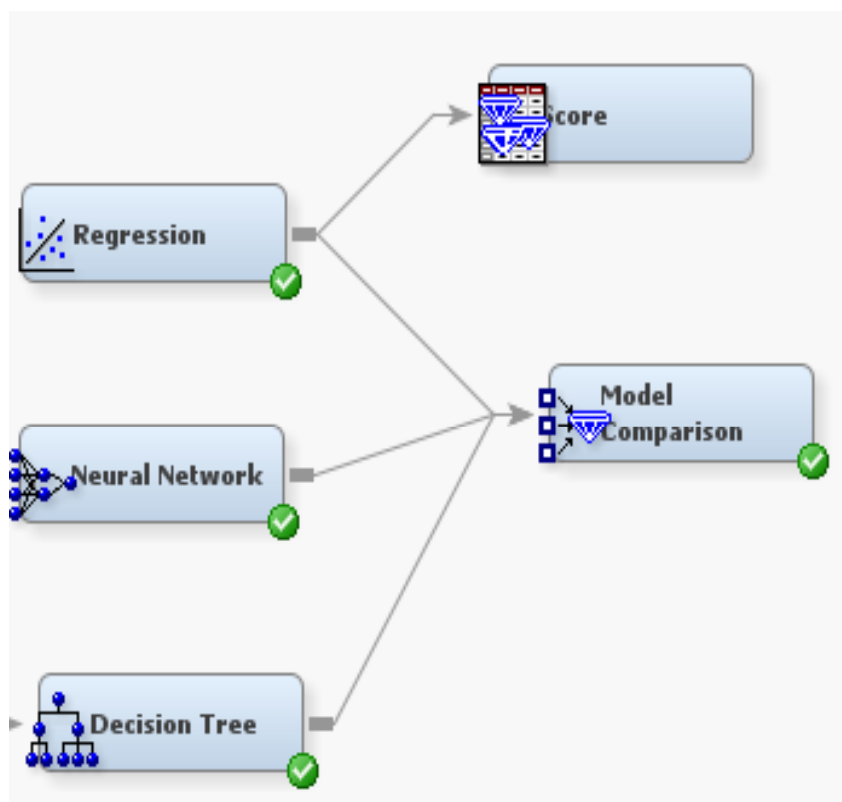 Score
Regression
Model
Comparison
Neural Network
Decision Tree